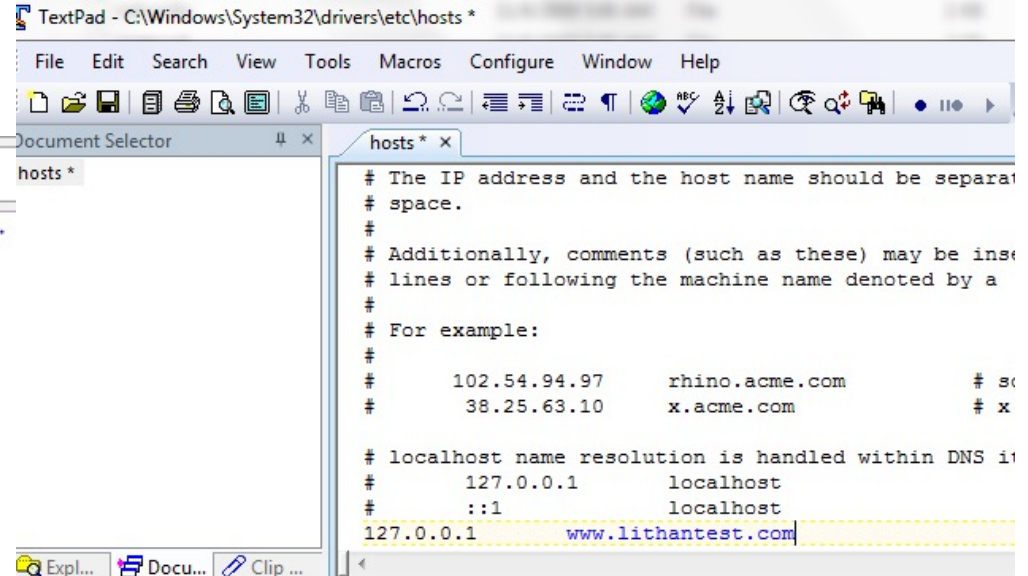 TextPad - C:\Windows\System32\drivers\etc\hosts *
File Edit Search View Tools Macros Configure Window Help
Document Selector
hosts *
hosts *
# The IP address and the host name should be separat
# space.
#
# Additionally, comments (such as these) may be inse
# lines or following the machine name denoted by a
#
# For example:
#
# 102.54.94.97 rhino.acme.com # so
# 38.25.63.10 x.acme.com # x
# localhost name resolution is handled within DNS it
# 127.0.0.1 localhost
# ::1 localhost
127.0.0.1 www.lithantest.com
Expl... Docu... Clip ...